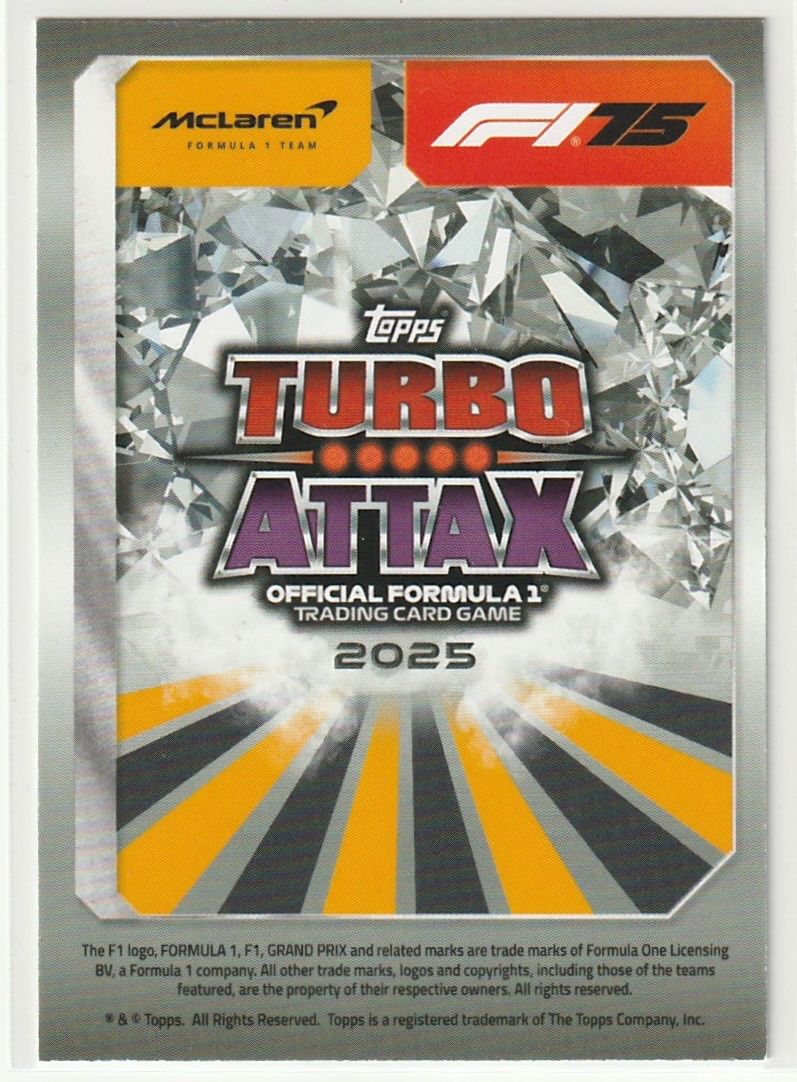 McLaren
FORMULA 1 TEAM
F1® 75
topps
TURBO
ATTAX
OFFICIAL FORMULA 1®
TRADING CARD GAME
2025
The F1 logo, FORMULA 1, F1, GRAND PRIX and related marks are trade marks of Formula One Licensing
BV, a Formula 1 company. All other trade marks, logos and copyrights, including those of the teams
featured, are the property of their respective owners. All rights reserved.
® & © Topps. All Rights Reserved. Topps is a registered trademark of The Topps Company, Inc.